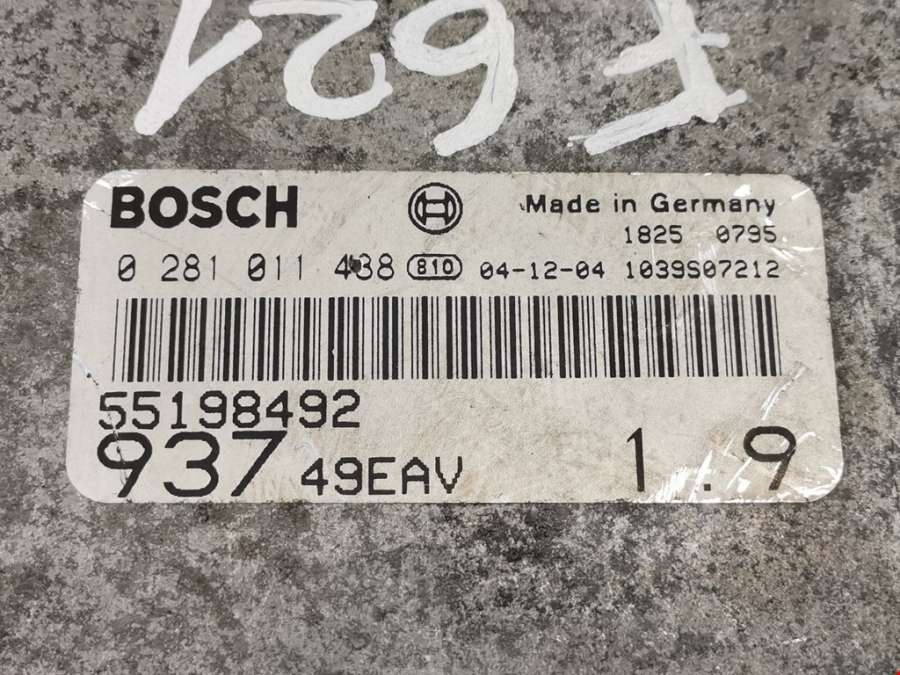 F621
BOSCH Made in Germany
1825 0795
0 281 011 438 810 04-12-04 1039S07212
55198492
937 49EAV 1.9